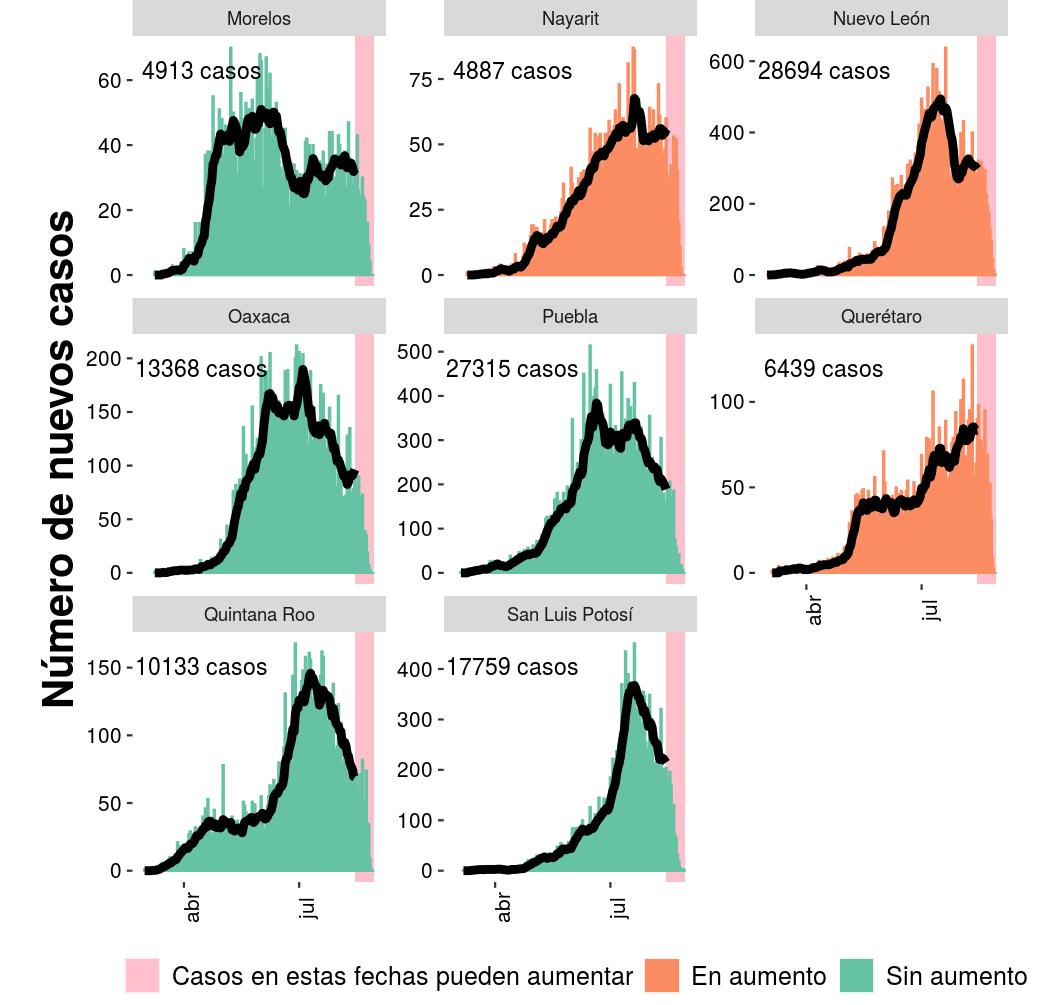 Número de nuevos casos
Morelos
Nayarit
Nuevo León
4913 casos
4887 casos
28694 casos
60
40
20
0
75
50
25
0
600
400
200
0
Oaxaca
Puebla
Querétaro
13368 casos
27315 casos
6439 casos
200
150
100
50
0
500
400
300
200
100
0
100
50
0
abr
jul
Quintana Roo
San Luis Potosí
10133 casos
17759 casos
150
100
50
0
400
300
200
100
0
abr
jul
abr
jul
Casos en estas fechas pueden aumentar
En aumento
Sin aumento